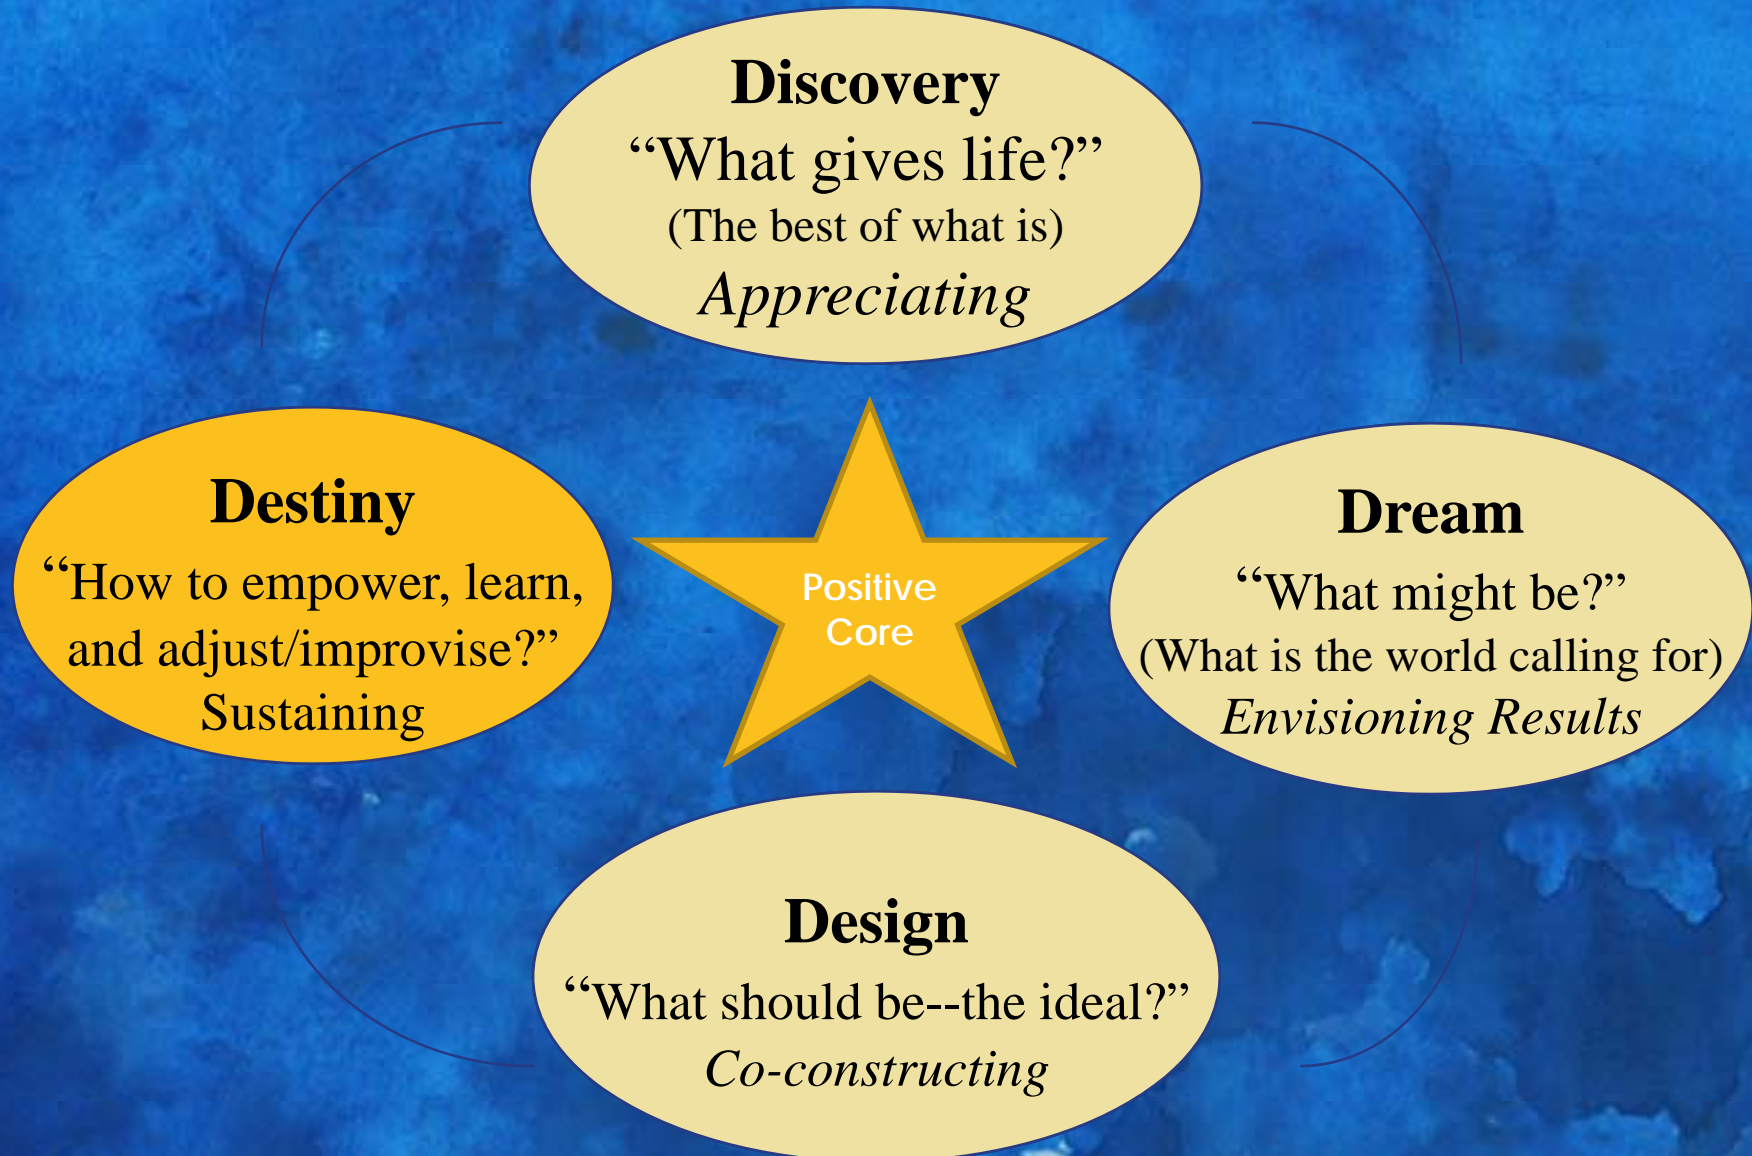 Discovery
“What gives life?”
(The best of what is)
Appreciating
Destiny
“How to empower, learn,
and adjust/improvise?”
Sustaining
Positive
Core
Dream
“What might be?”
(What is the world calling for)
Envisioning Results
Design
“What should be--the ideal?”
Co-constructing